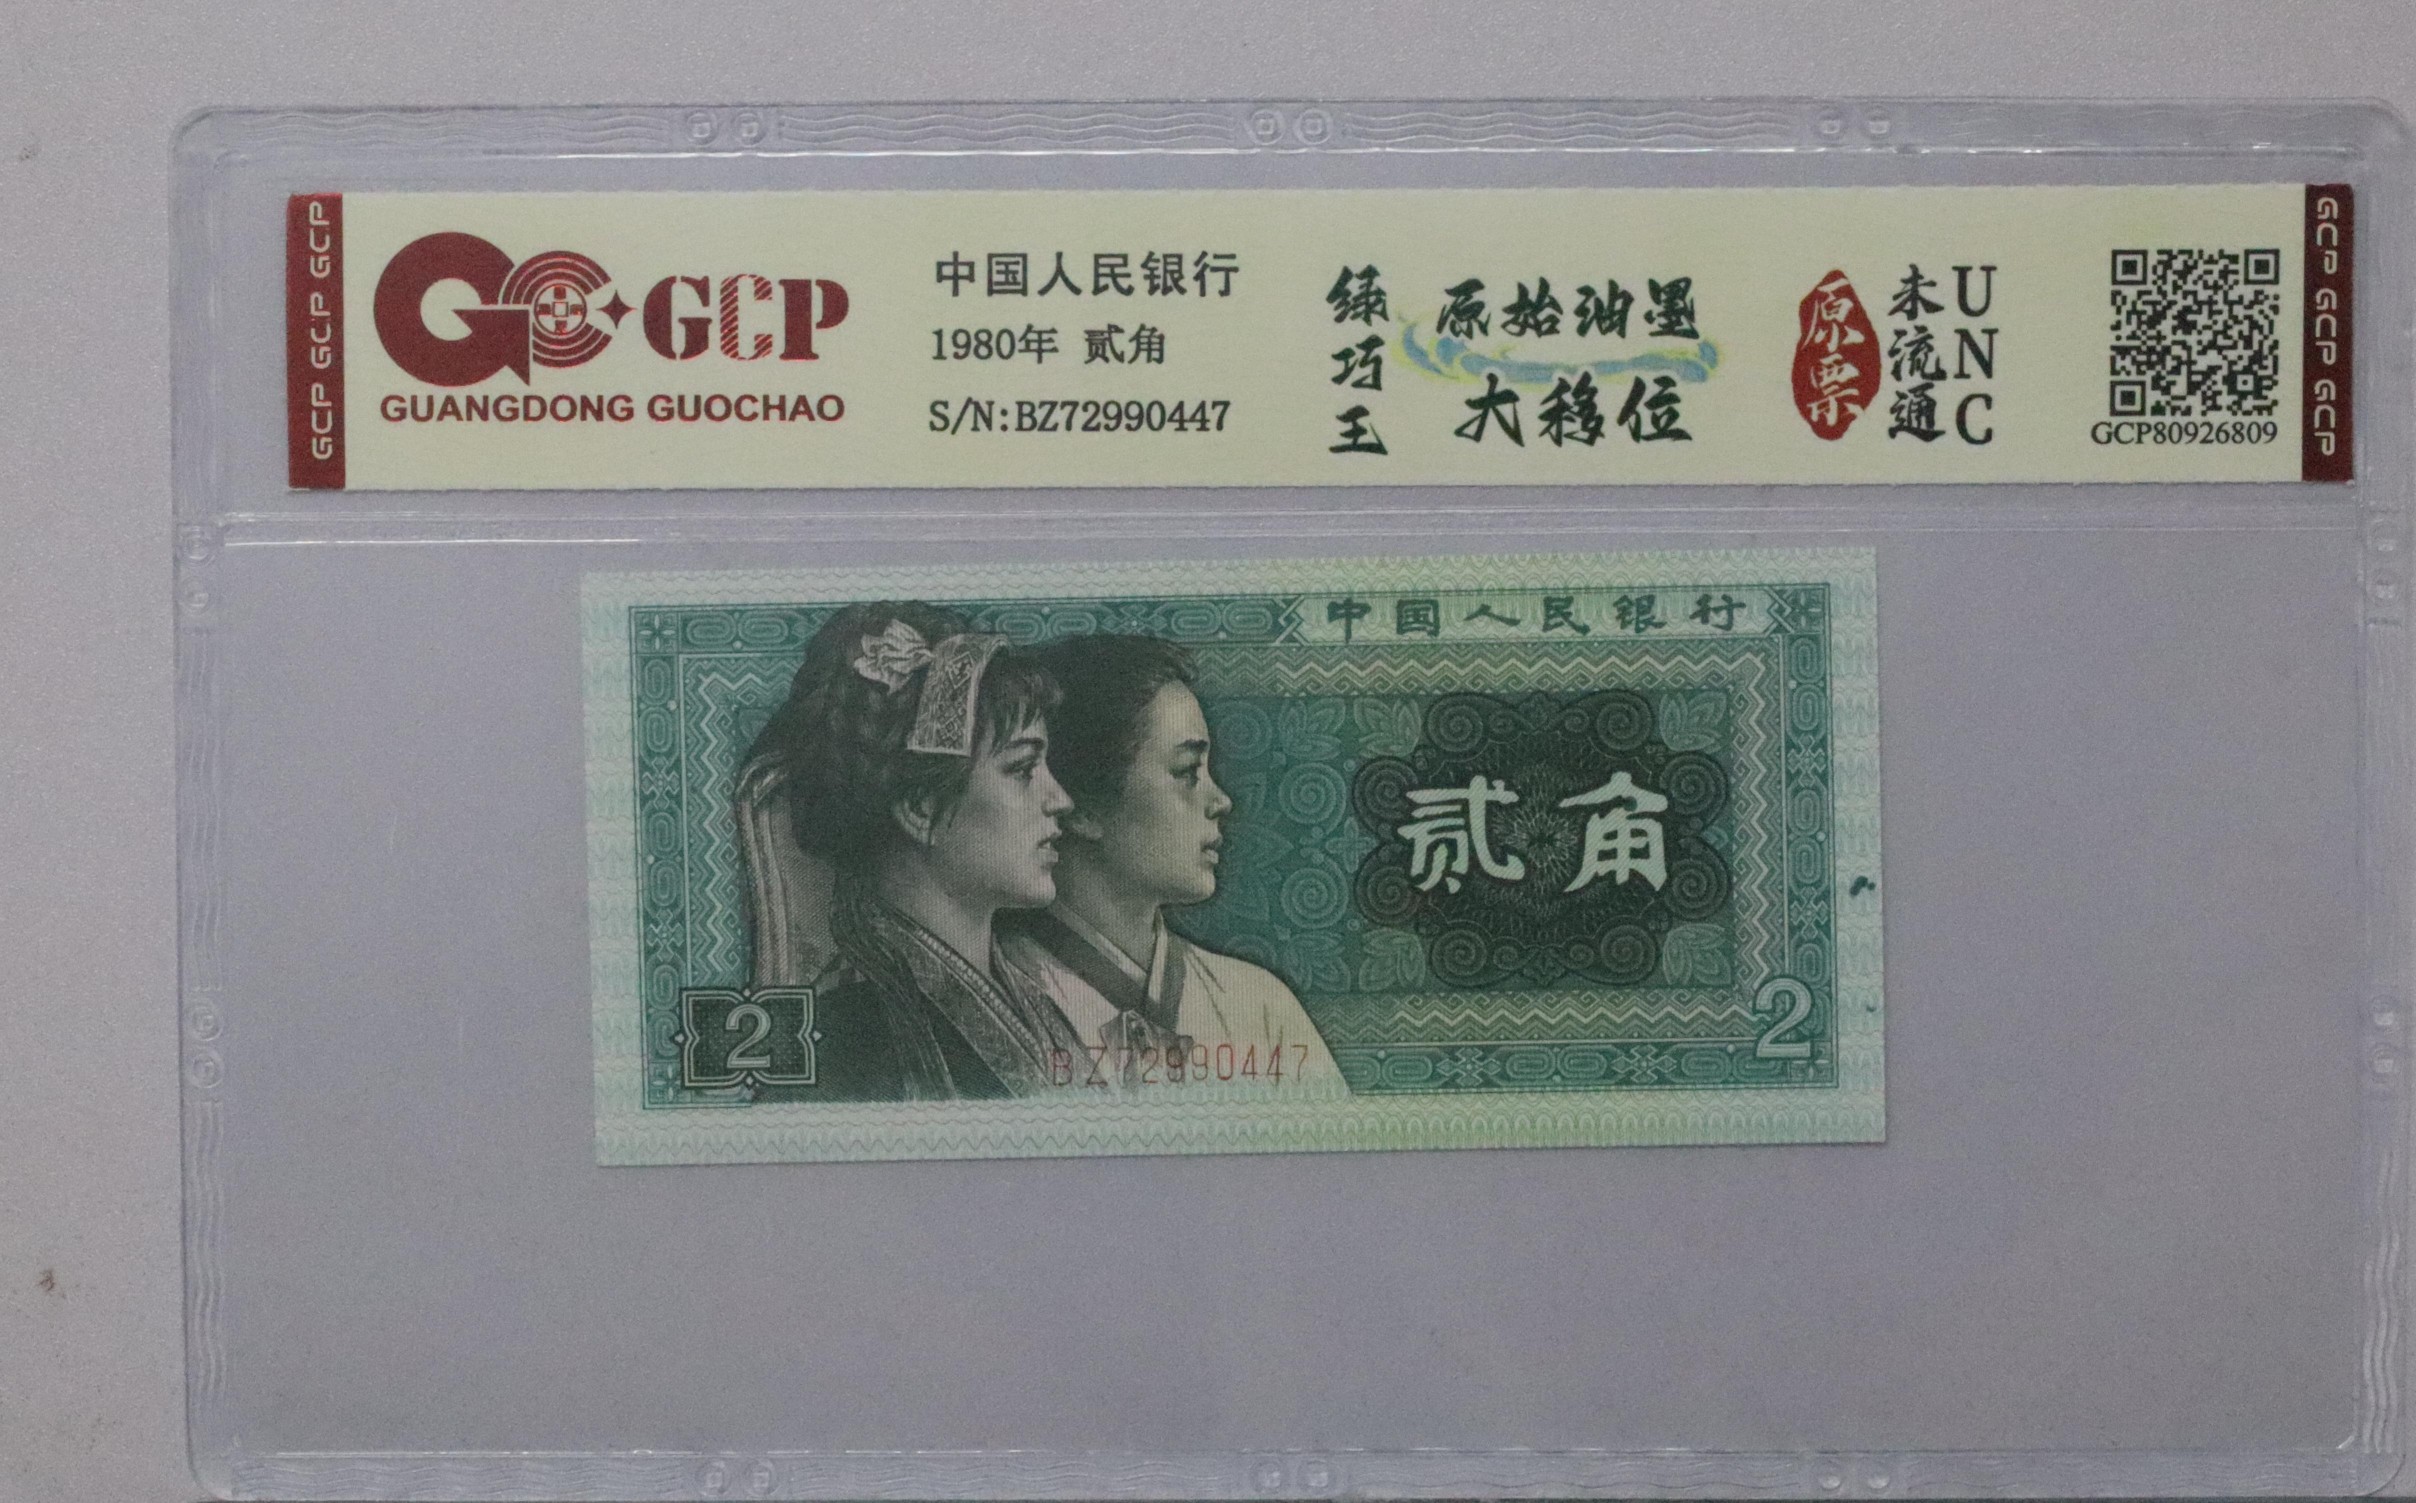 GCP GCP GCP
GCP
GUANGDONG GUOCHAO
中国人民银行
1980年 贰角
S/N:BZ72990447
绿巧王
原始油墨
大移位
原票
未流通
UNC
GCP80926809
GCP GCP GCP
中国人民银行
贰角
2
2
BZ72990447